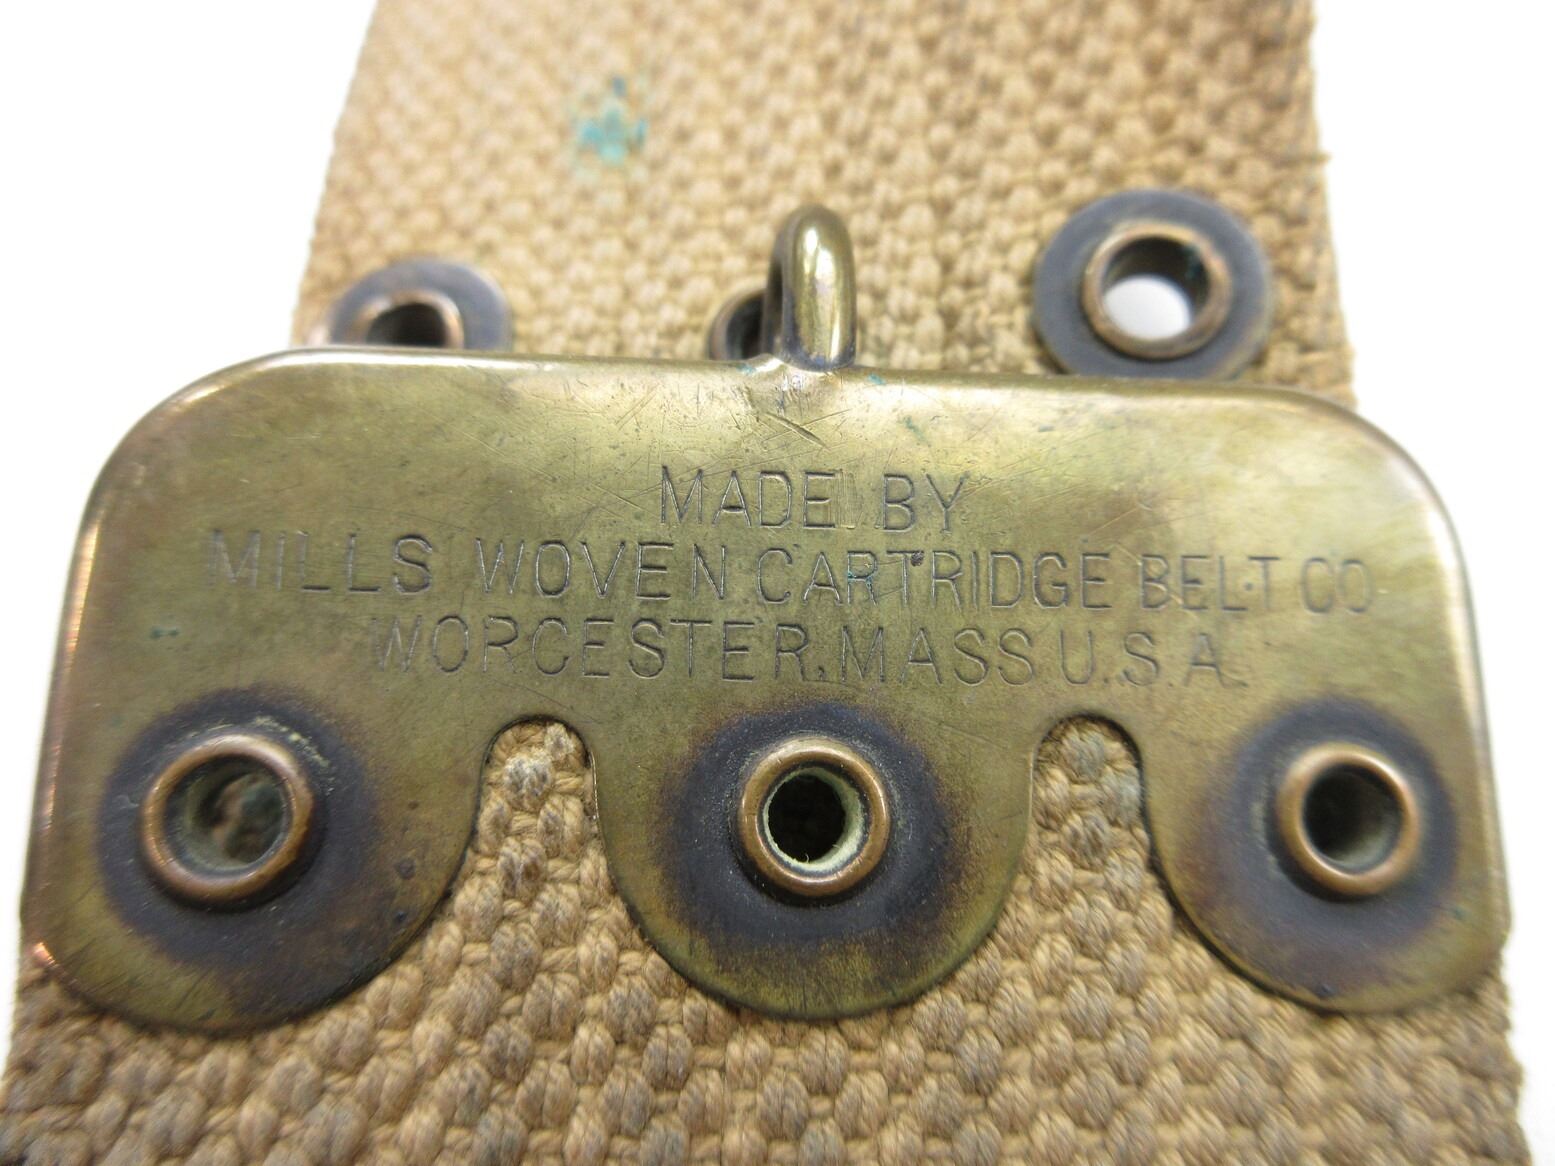 MADE BY
MILLS WOVEN CARTRIDGE BELT CO
WORCESTER, MASS U.S.A.